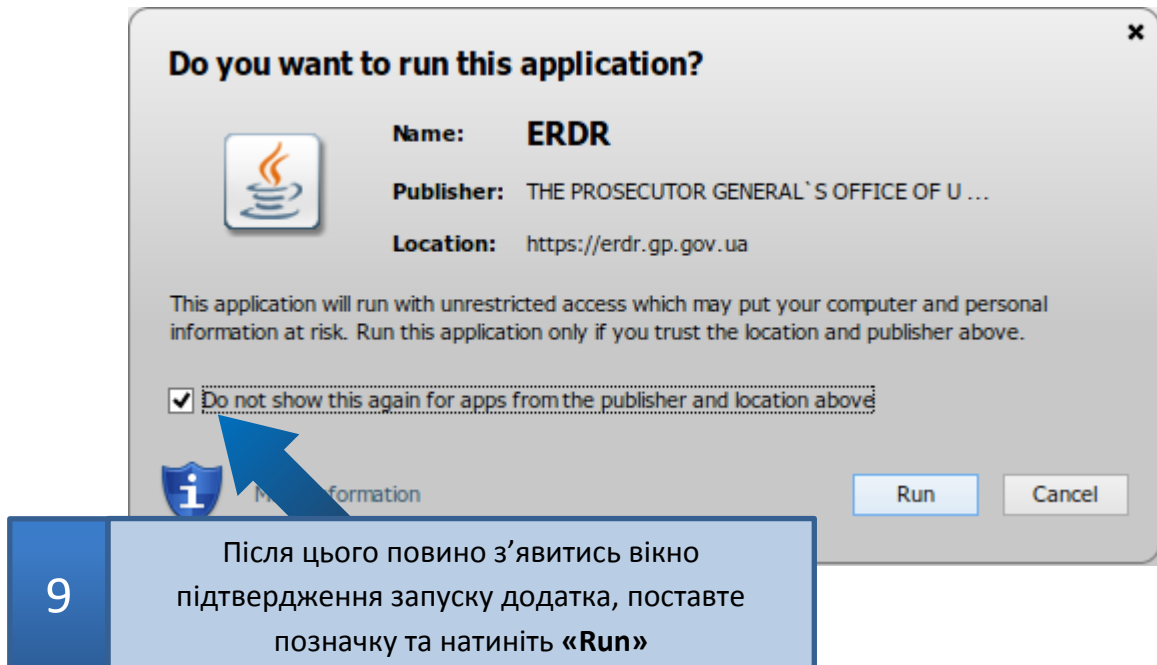 Do you want to run this application?
Name: ERDR
Publisher: THE PROSECUTOR GENERAL`S OFFICE OF U ...
Location: https://erdr.gp.gov.ua
This application will run with unrestricted access which may put your computer and personal
information at risk. Run this application only if you trust the location and publisher above.
Do not show this again for apps from the publisher and location above
Run Cancel
9
Після цього повино з’явитись вікно
підтвердження запуску додатка, поставте
позначку та натиніть «Run»